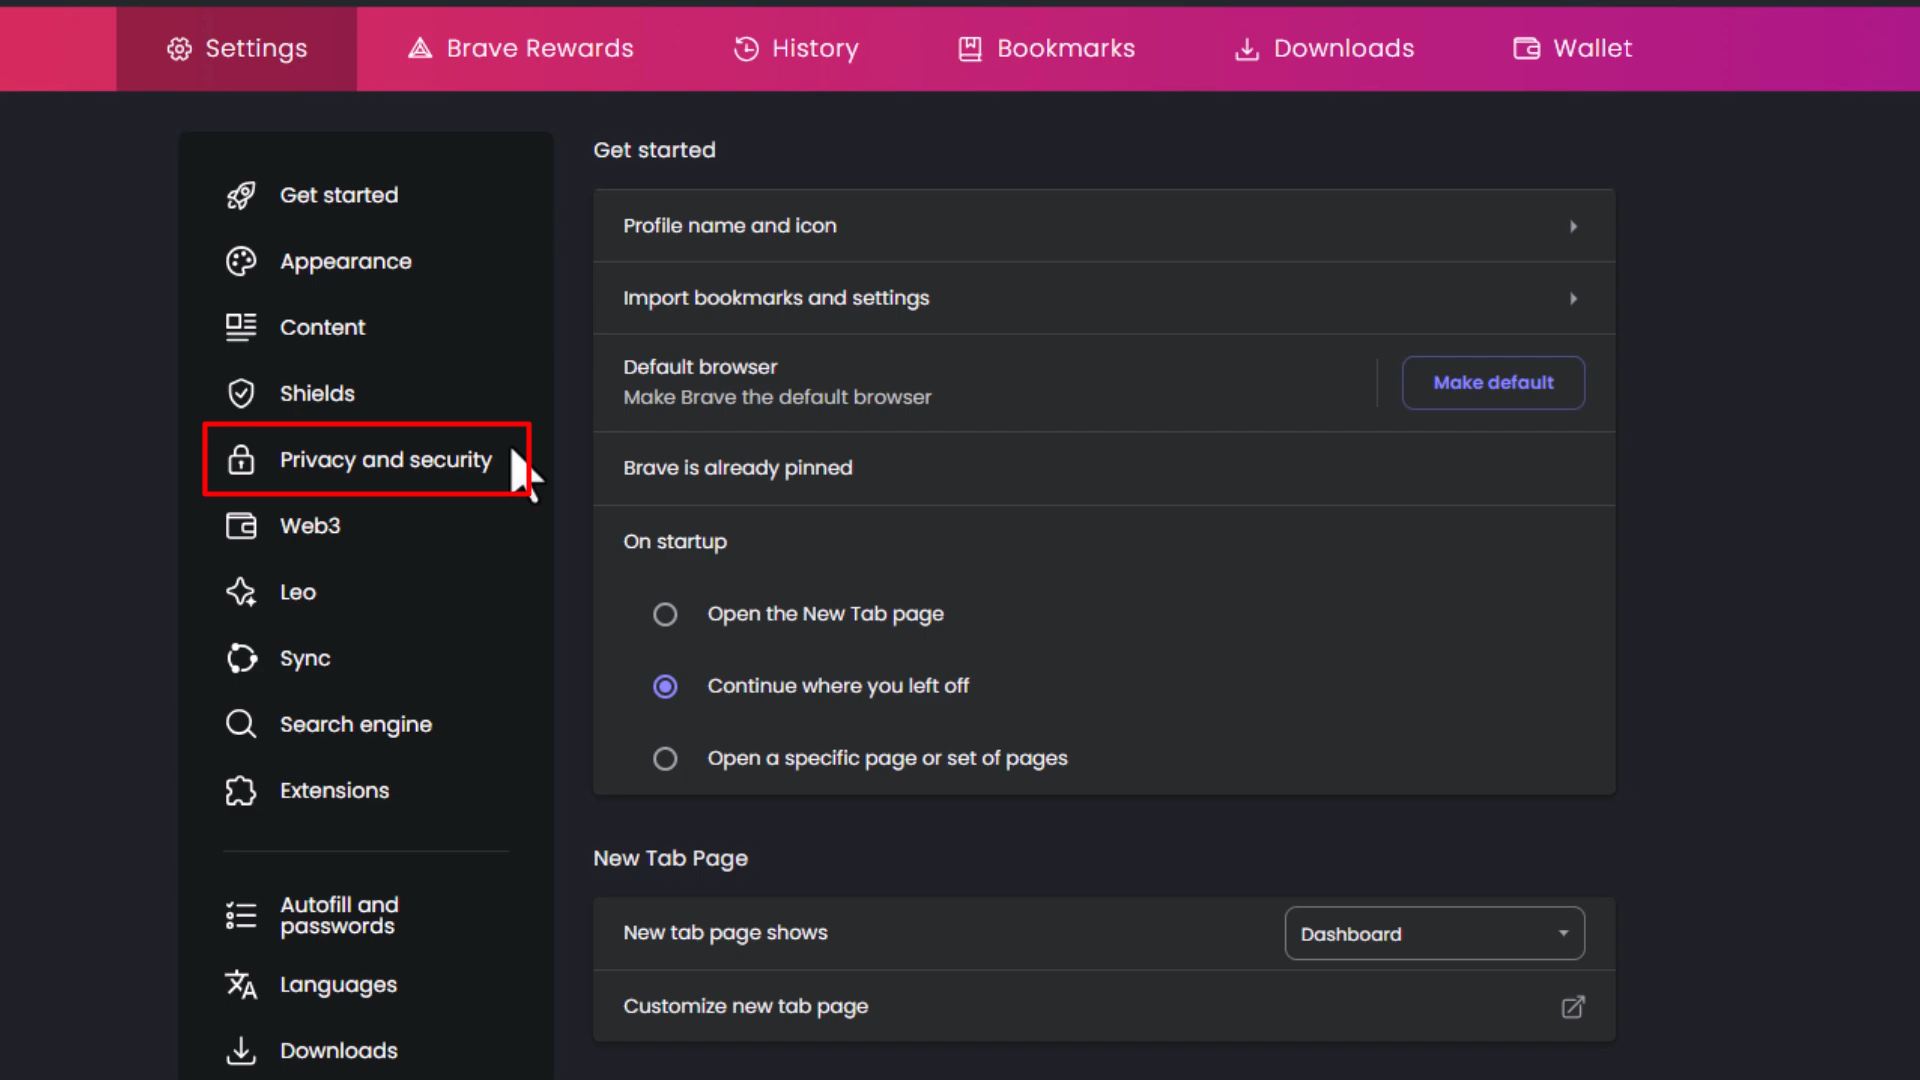 Settings
Brave Rewards
History
Bookmarks
Downloads
Wallet
Get started
Appearance
Content
Shields
Privacy and security
Web3
Leo
Sync
Search engine
Extensions
Autofill and
passwords
Languages
Downloads
Get started
Profile name and icon
Import bookmarks and settings
Default browser
Make Brave the default browser
Make default
Brave is already pinned
On startup
Open the New Tab page
Continue where you left off
Open a specific page or set of pages
New Tab Page
New tab page shows
Dashboard
Customize new tab page